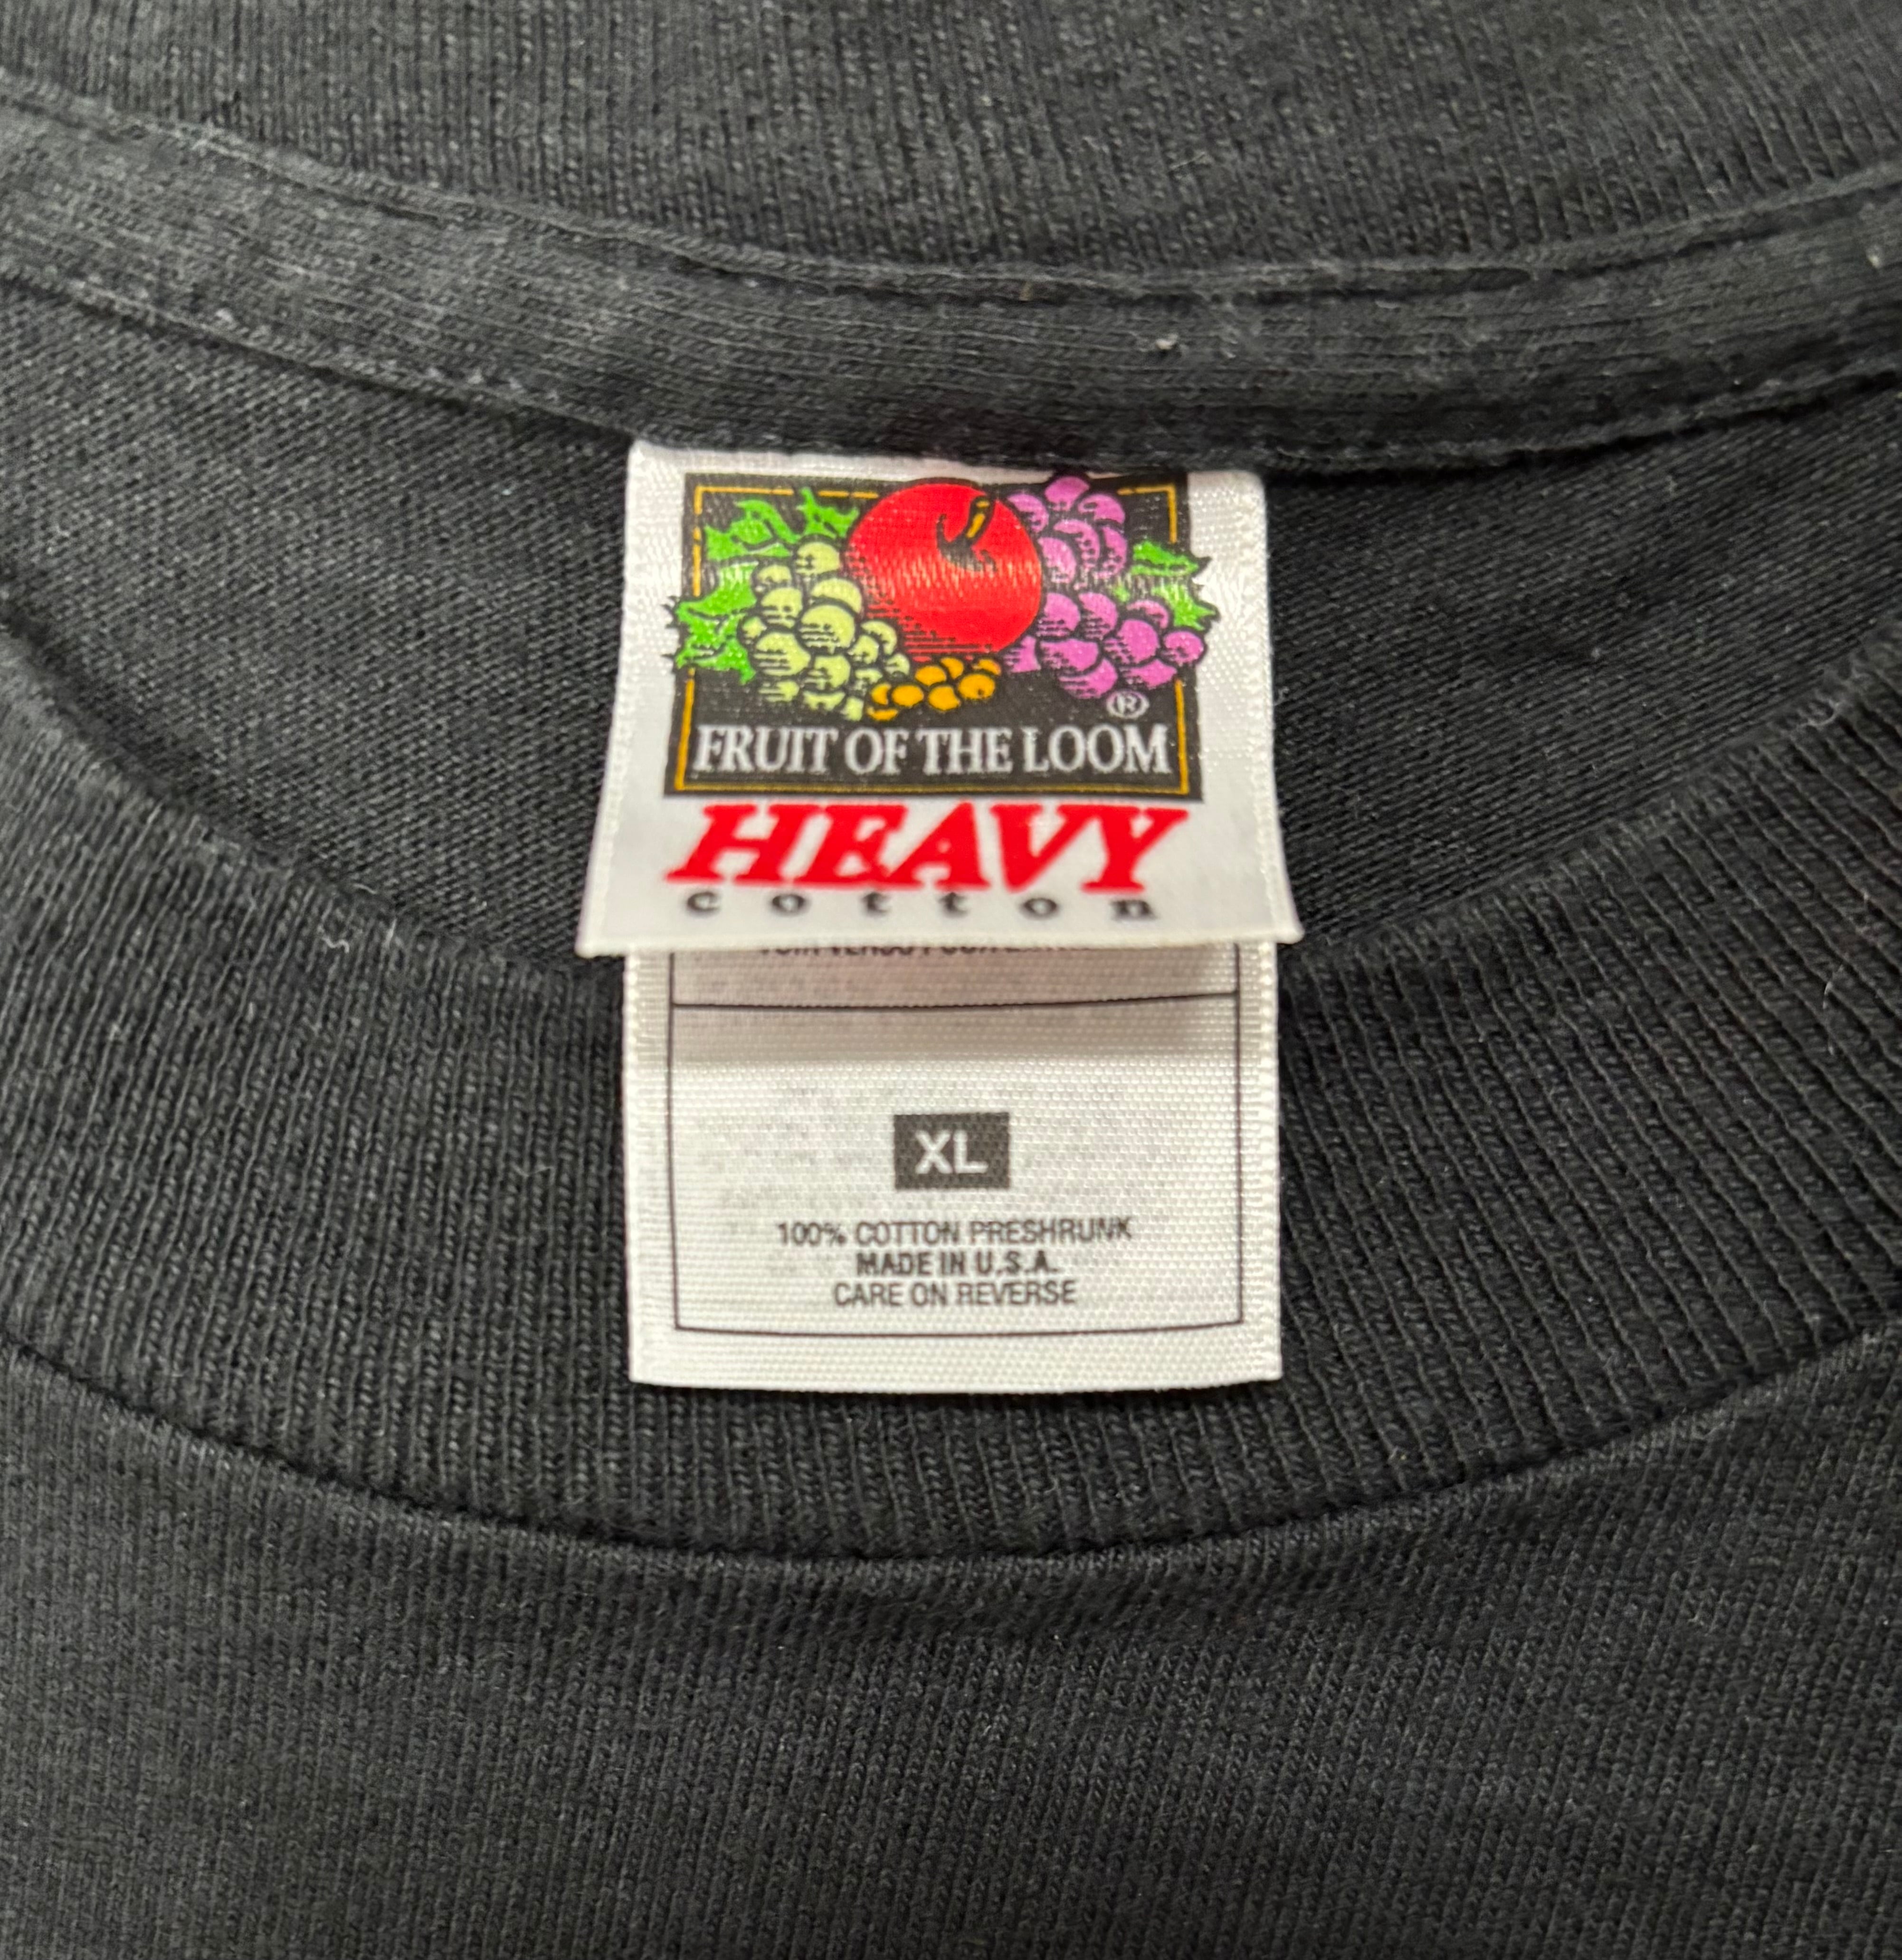 ®
FRUIT OF THE LOOM
HEAVY
cotton
XL
100% COTTON PRESHRUNK
MADE IN U.S.A.
CARE ON REVERSE